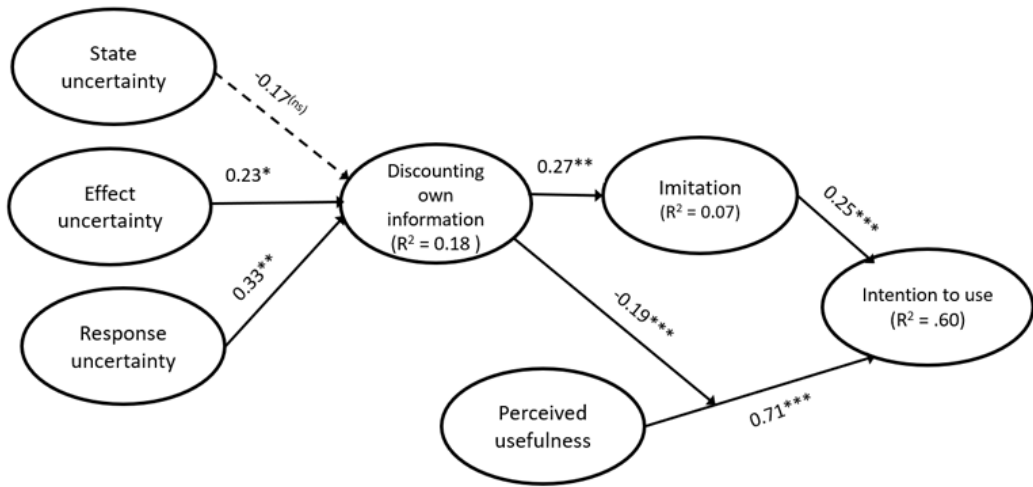 State
uncertainty
-0.17(ns)
Effect
uncertainty
0.23*
Response
uncertainty
0.33**
Discounting
own
information
(R² = 0.18 )
0.27**
Imitation
(R² = 0.07)
0.25***
-0.19***
Intention to use
(R² = .60)
Perceived
usefulness
0.71***